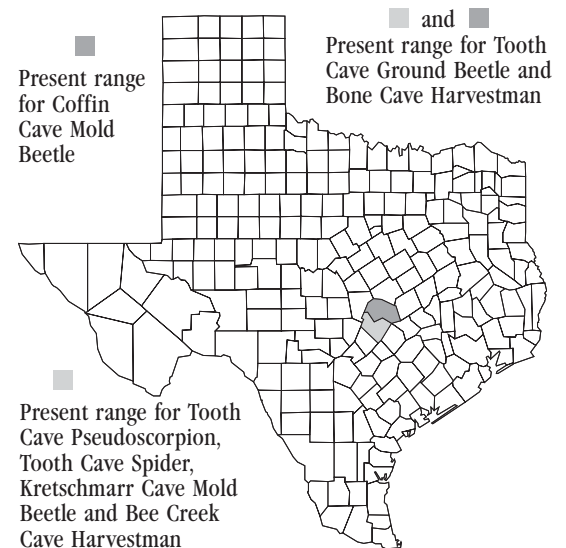 Present range
for Coffin
Cave Mold
Beetle
and
Present range for Tooth
Cave Ground Beetle and
Bone Cave Harvestman
Present range for Tooth
Cave Pseudoscorpion,
Tooth Cave Spider,
Kretschmarr Cave Mold
Beetle and Bee Creek
Cave Harvestman